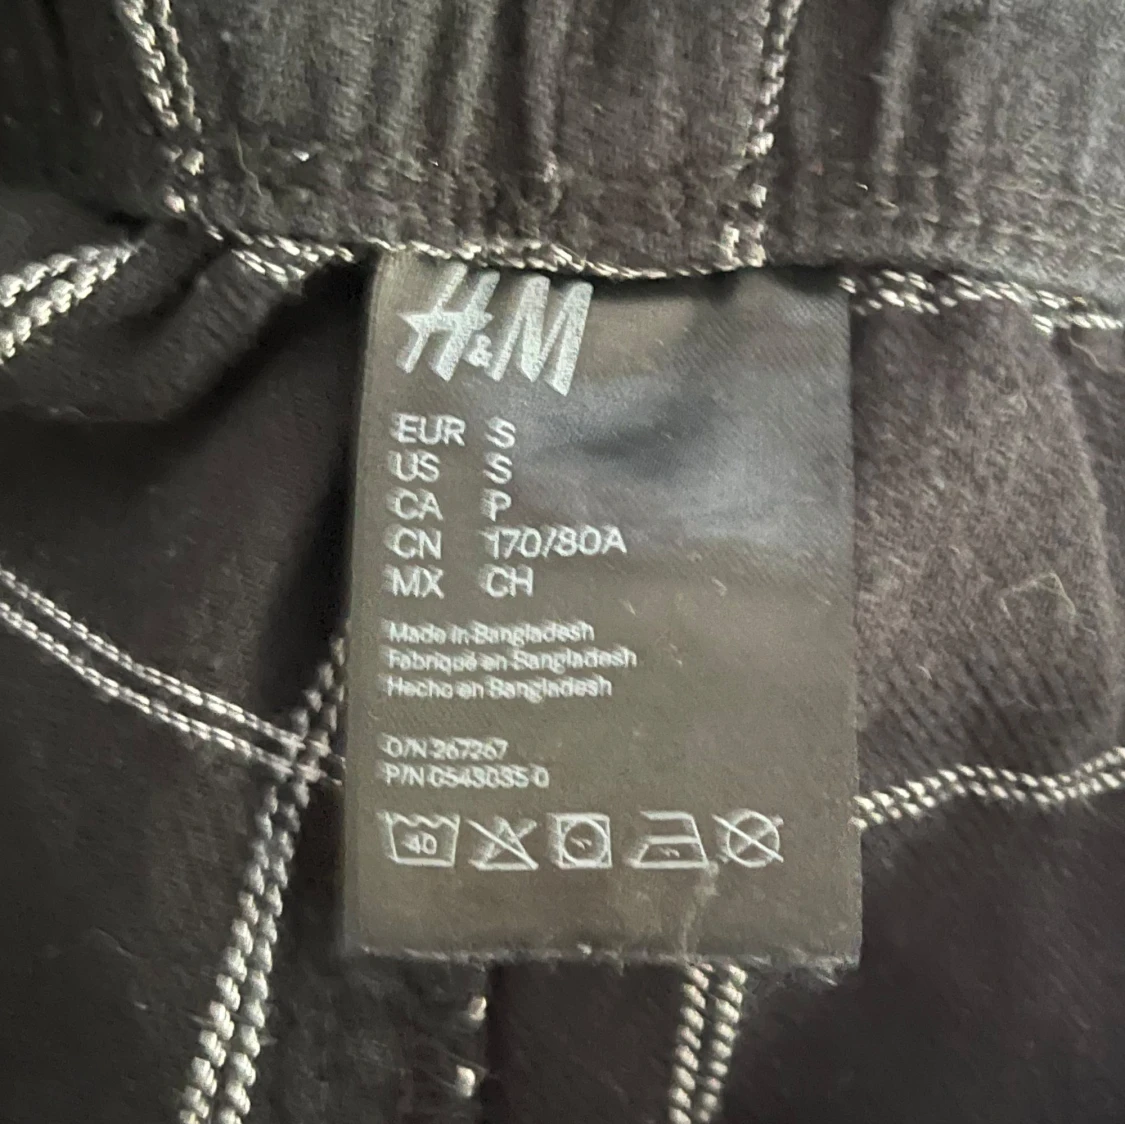 H&M
EUR S
US S
CA P
CN 170/80A
MX CH
Made in Bangladesh
Fabriqué en Bangladesh
Hecho en Bangladesh
O/N 267267
P/N 0543035 0
40